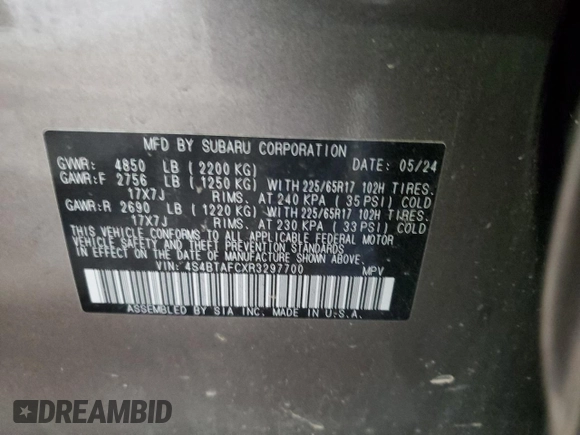 MFD BY SUBARU CORPORATION
GVWR: 4850 LB ( 2200 KG) DATE: 05/24
GAWR:F 2756 LB ( 1250 KG) WITH 225/65R17 102H TIRES.
17X7J RIMS. AT 240 KPA ( 35 PSI) COLD
GAWR:R 2690 LB ( 1220 KG) WITH 225/65R17 102H TIRES.
17X7J RIMS. AT 230 KPA ( 33 PSI) COLD
THIS VEHICLE CONFORMS TO ALL APPLICABLE FEDERAL MOTOR
VEHICLE SAFETY AND THEFT PREVENTION STANDARDS
IN EFFECT ON THE DATE OF MANUFACTURE SHOWN ABOVE.
VIN: 4S4BTAFCXR3297700 MPV
ASSEMBLED BY SIA INC. MADE IN U.S.A.
DREAMBID